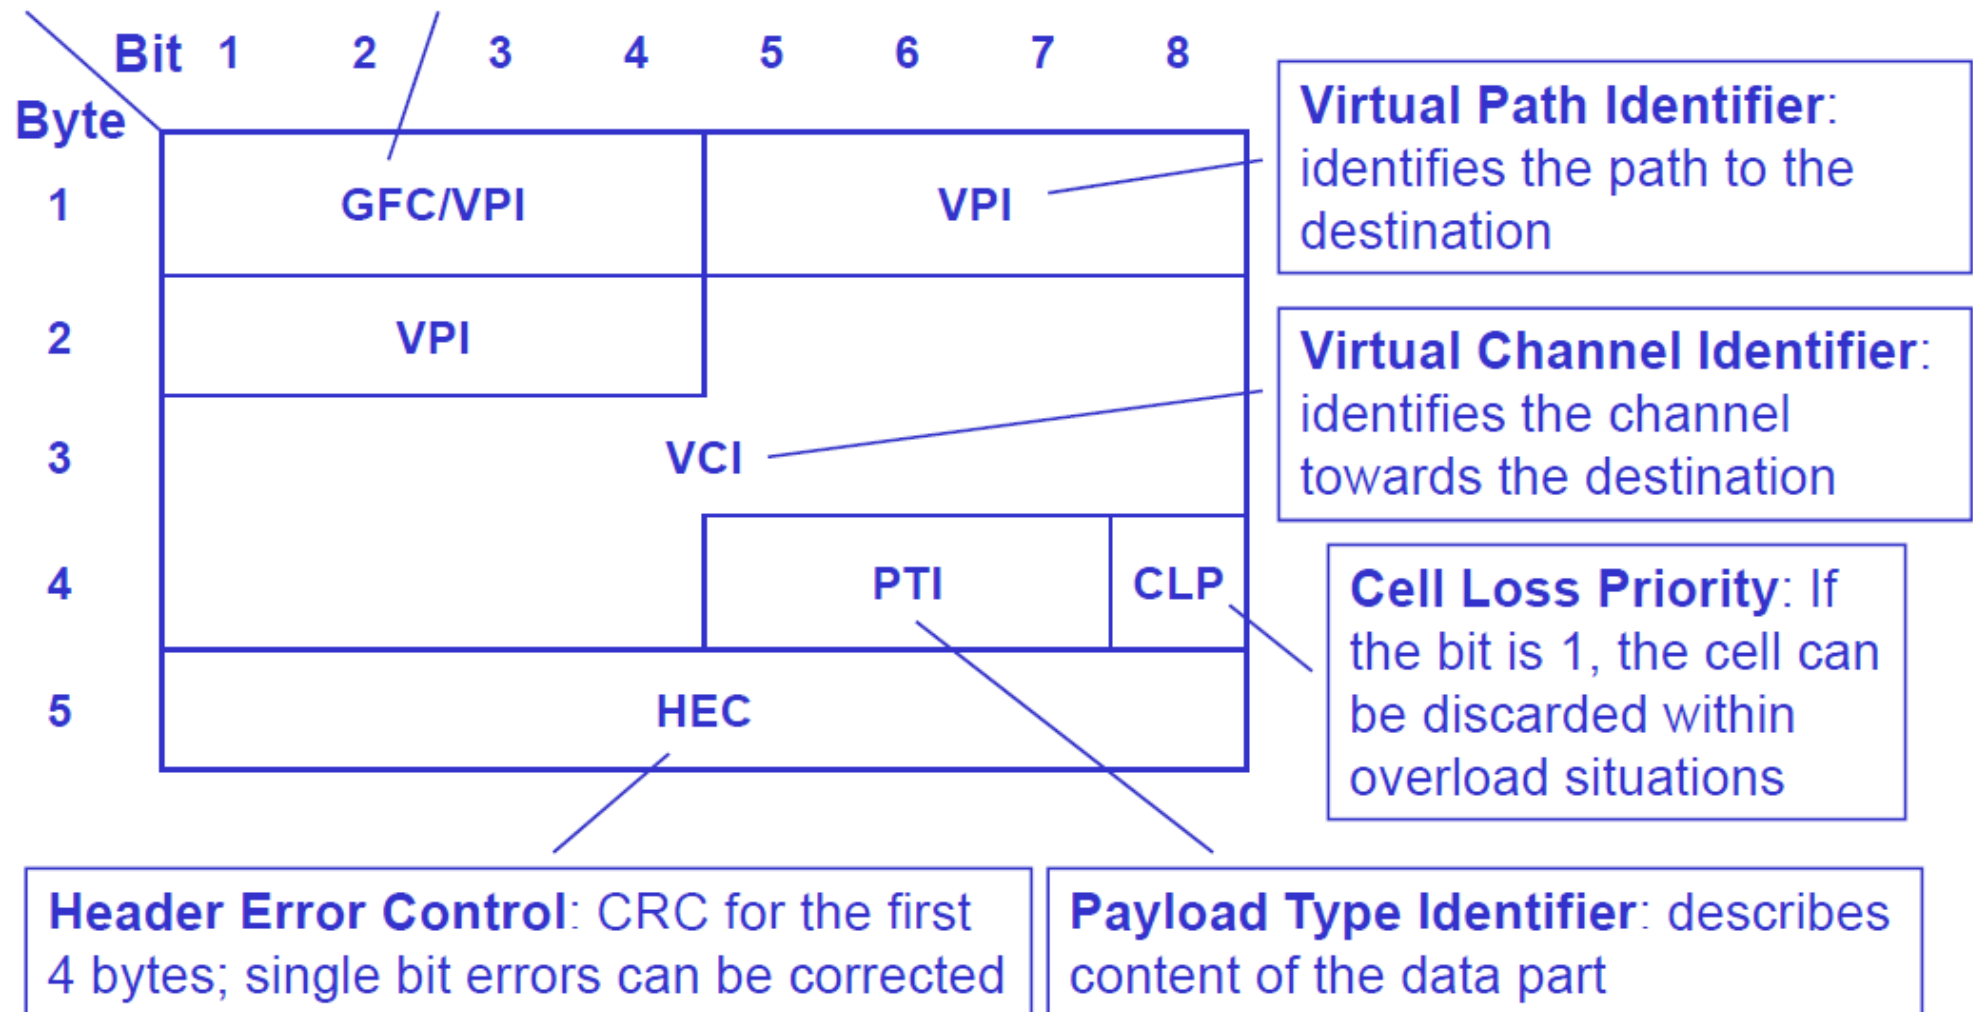 Bit 1 2 3 4 5 6 7 8
Byte
1 GFC/VPI VPI
2 VPI
3 VCI
4 PTI CLP
5 HEC
Virtual Path Identifier:
identifies the path to the
destination
Virtual Channel Identifier:
identifies the channel
towards the destination
Cell Loss Priority: If
the bit is 1, the cell can
be discarded within
overload situations
Header Error Control: CRC for the first
4 bytes; single bit errors can be corrected
Payload Type Identifier: describes
content of the data part